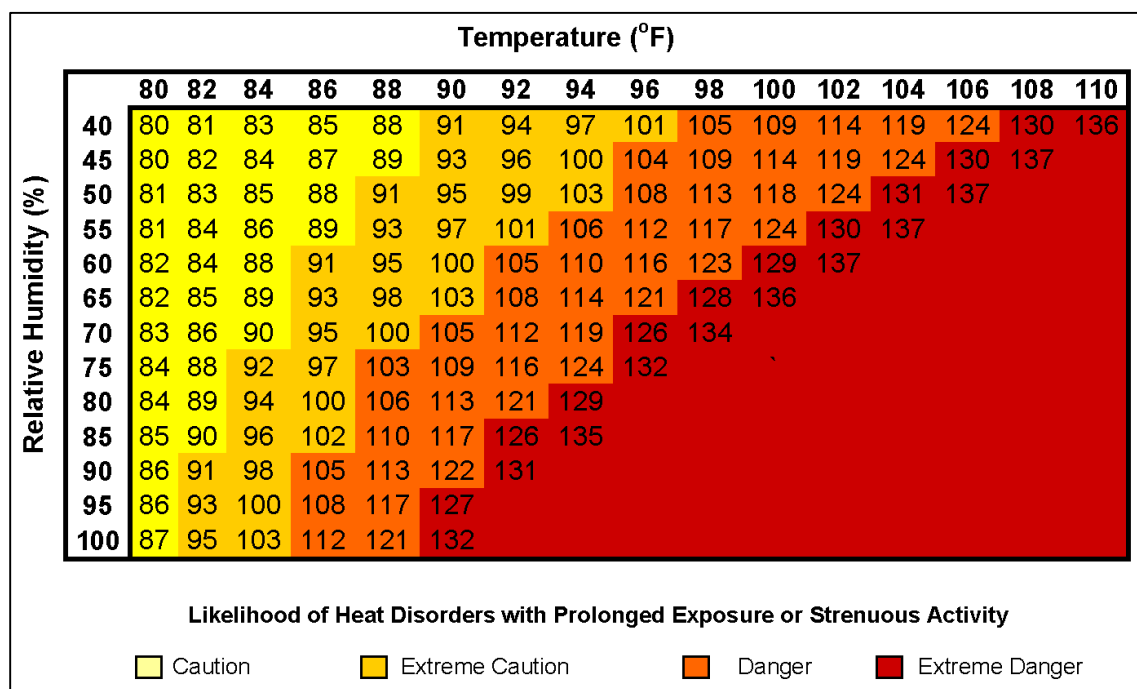 Temperature (°F)
80 82 84 86 88 90 92 94 96 98 100 102 104 106 108 110
Relative Humidity (%)
40 80 81 83 85 88 91 94 97 101 105 109 114 119 124 130 136
45 80 82 84 87 89 93 96 100 104 109 114 119 124 130 137
50 81 83 85 88 91 95 99 103 108 113 118 124 131 137
55 81 84 86 89 93 97 101 106 112 117 124 130 137
60 82 84 88 91 95 100 105 110 116 123 129 137
65 82 85 89 93 98 103 108 114 121 128 136
70 83 86 90 95 100 105 112 119 126 134
75 84 88 92 97 103 109 116 124 132 `
80 84 89 94 100 106 113 121 129
85 85 90 96 102 110 117 126 135
90 86 91 98 105 113 122 131
95 86 93 100 108 117 127
100 87 95 103 112 121 132
Likelihood of Heat Disorders with Prolonged Exposure or Strenuous Activity
Caution Extreme Caution Danger Extreme Danger